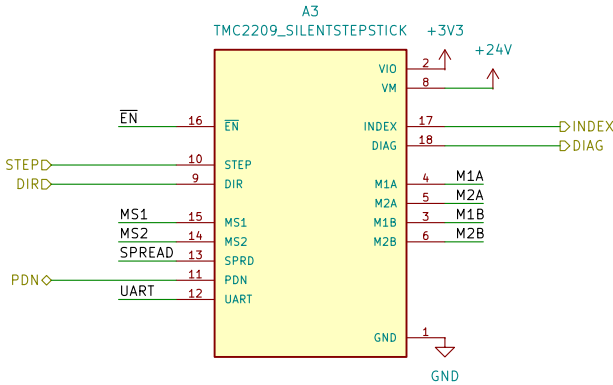 A3
TMC2209_SILENTSTEPSTICK
+3V3
+24V
VIO 2
VM 8
EN 16 EN
INDEX 17 INDEX
DIAG 18 DIAG
STEP 10 STEP
DIR 9 DIR
M1A 4 M1A
M2A 5 M2A
M1B 3 M1B
M2B 6 M2B
MS1 15 MS1
MS2 14 MS2
SPREAD 13 SPRD
PDN 11 PDN
UART 12 UART
GND 1
GND